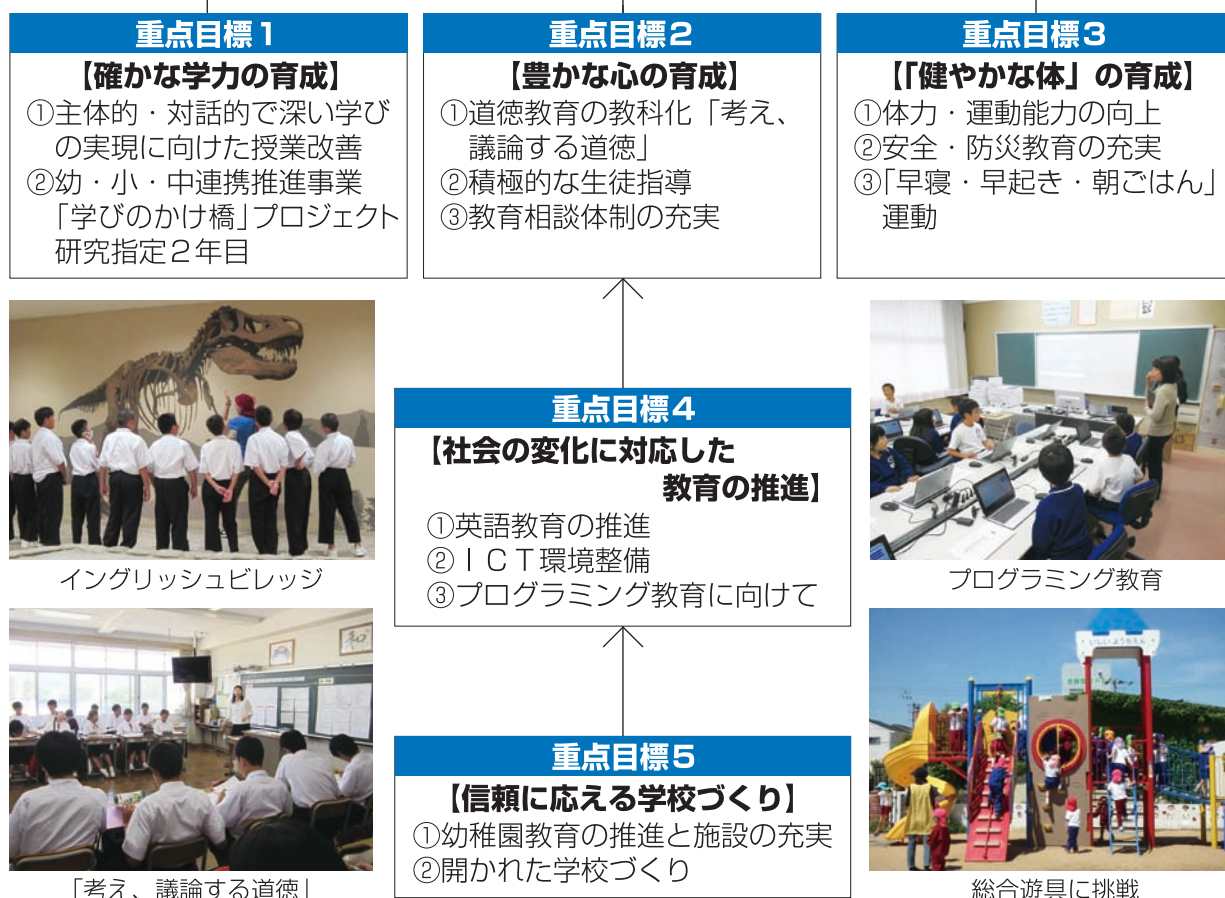 重点目標1
【確かな学力の育成】
①主体的・対話的で深い学び
の実現に向けた授業改善
②幼・小・中連携推進事業
「学びのかけ橋」プロジェクト
研究指定2年目
重点目標2
【豊かな心の育成】
①道徳教育の教科化「考え、
議論する道徳」
②積極的な生徒指導
③教育相談体制の充実
重点目標3
【「健やかな体」の育成】
①体力・運動能力の向上
②安全・防災教育の充実
③「早寝・早起き・朝ごはん」
運動
イングリッシュビレッジ
重点目標4
【社会の変化に対応した
教育の推進】
①英語教育の推進
②ICT環境整備
③プログラミング教育に向けて
プログラミング教育
和
「考え、議論する道徳」
重点目標5
【信頼に応える学校づくり】
①幼稚園教育の推進と施設の充実
②開かれた学校づくり
いしいようちえん
総合遊具に挑戦